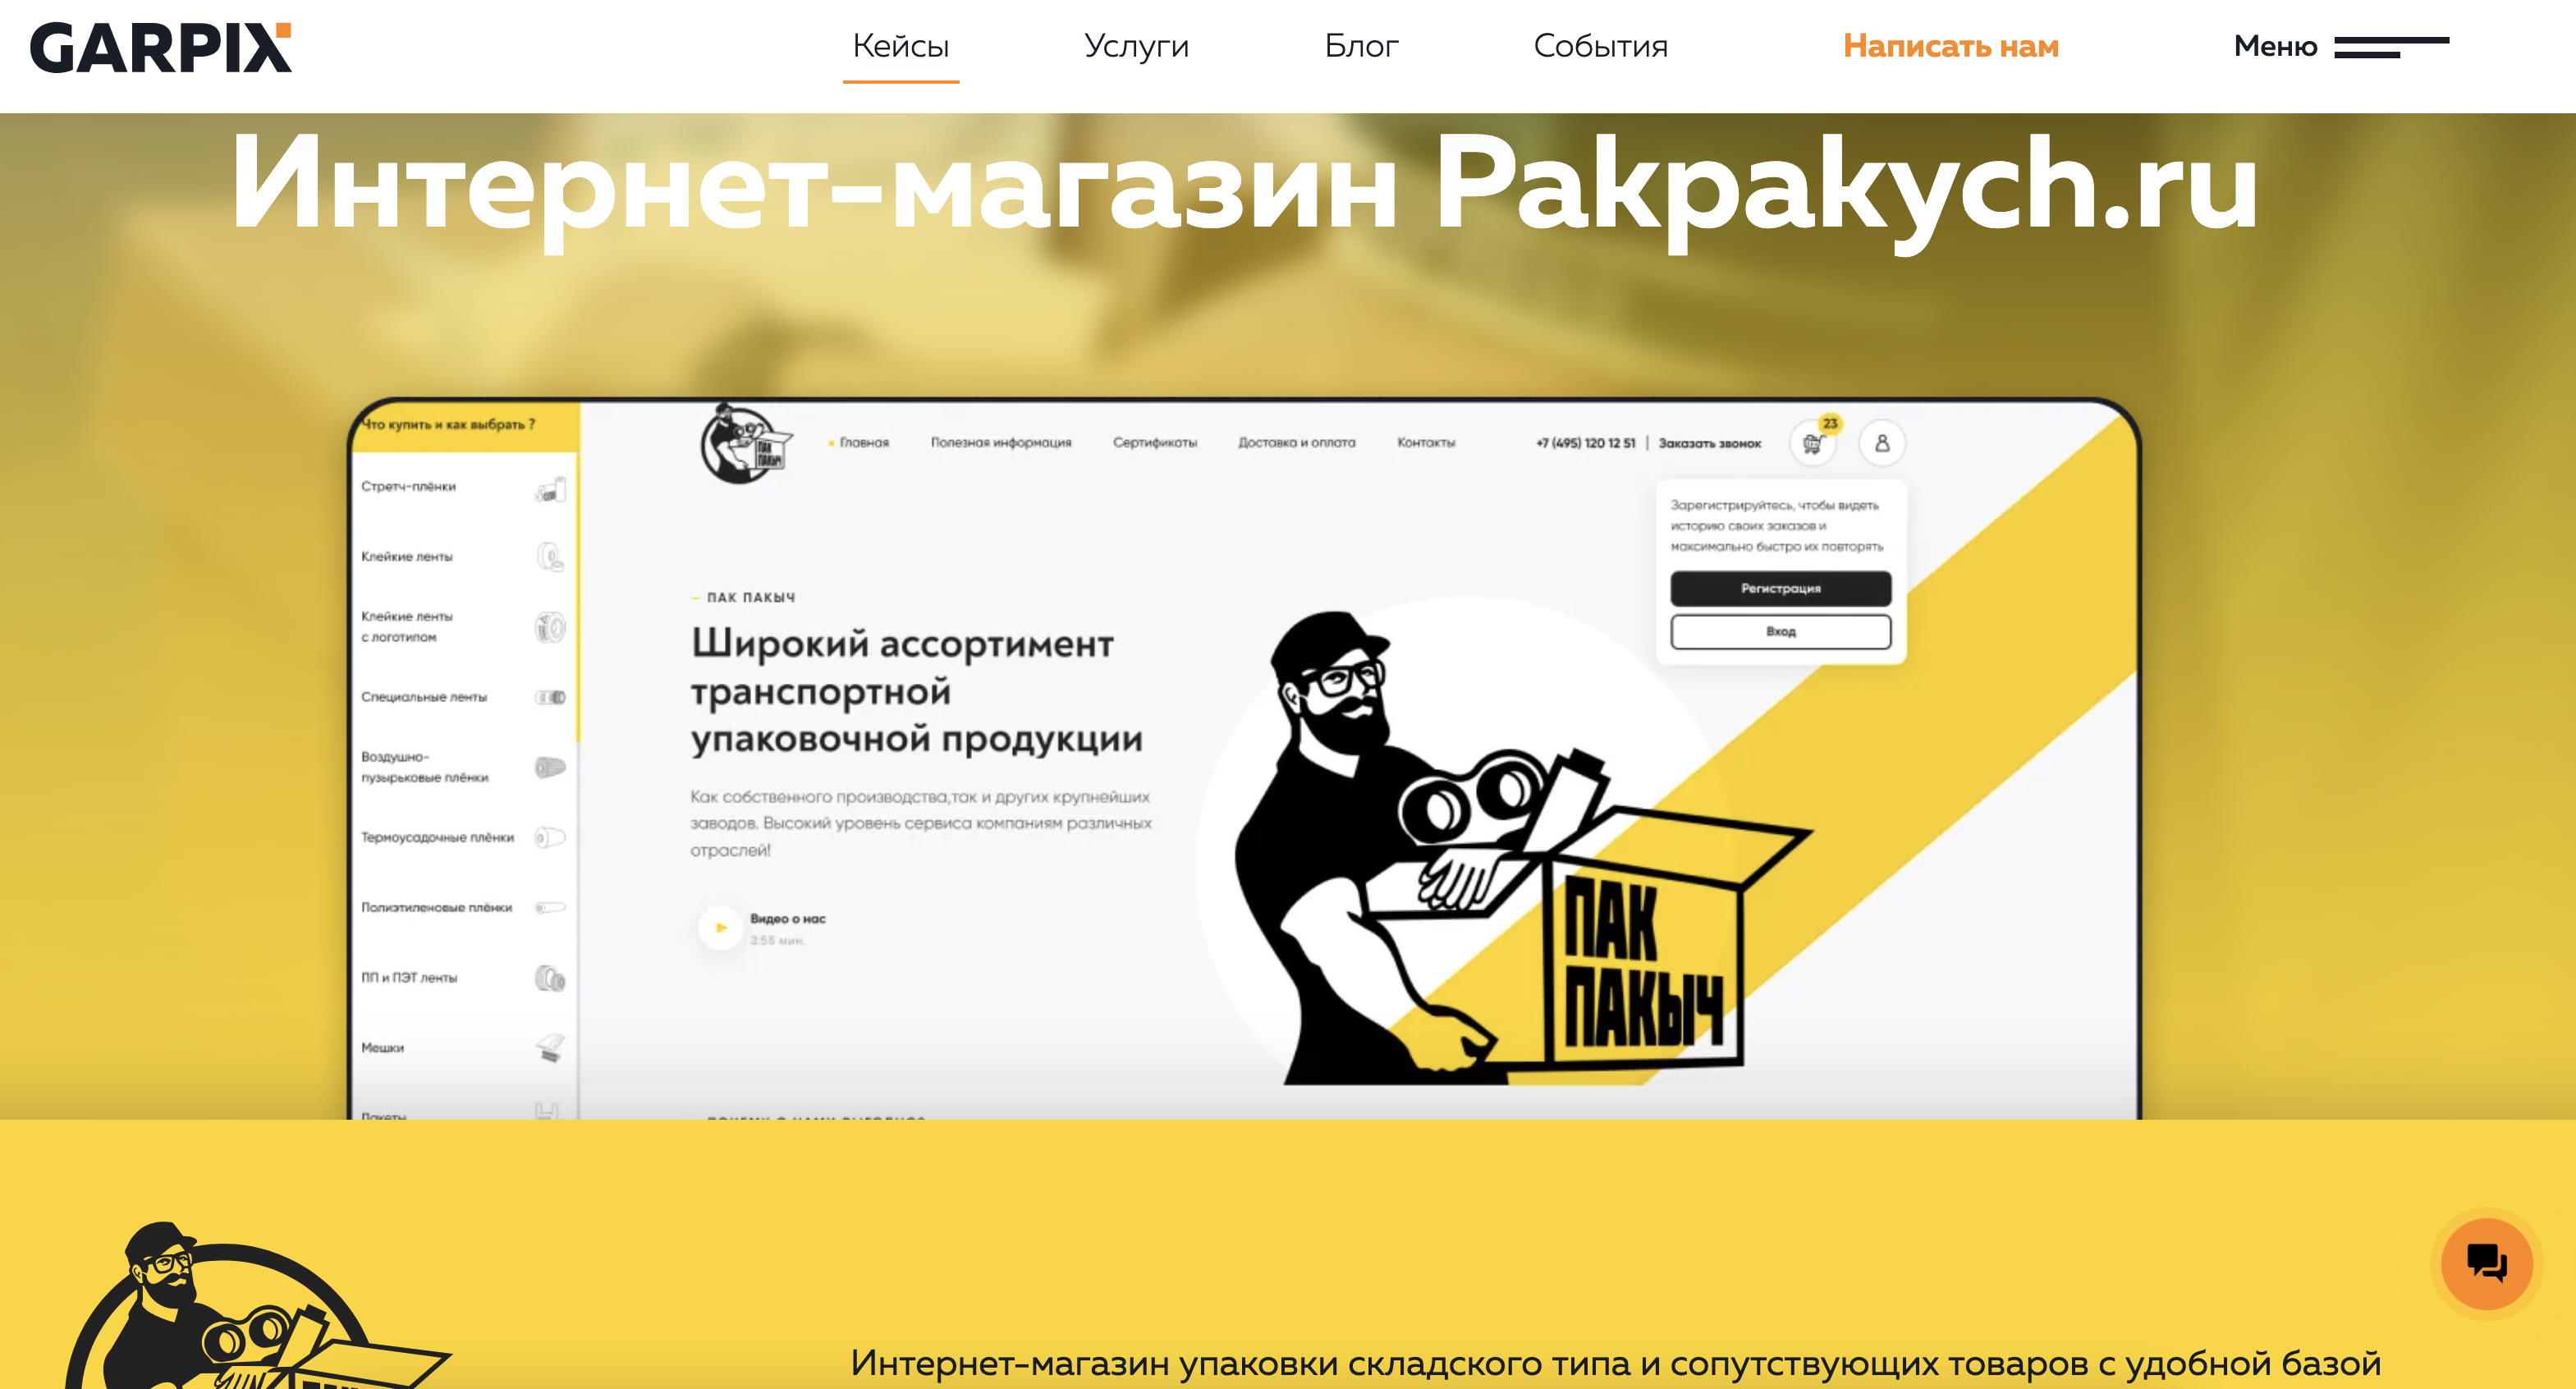 GARPIX
Кейсы
Услуги
Блог
События
Написать нам
Меню
Интернет-магазин Pakpakych.ru
Что купить и как выбрать ?
Стретч-плёнки
Клейкие ленты
Клейкие ленты
с логотипом
Специальные ленты
Воздушно-
пузырьковые плёнки
Термоусадочные плёнки
Полиэтиленовые плёнки
ПП и ПЭТ ленты
Мешки
Пакеты
ПАК
ПАКЫЧ
Главная
Полезная информация
Сертификаты
Доставка и оплата
Контакты
+7 (495) 120 12 51 | Заказать звонок
23
Зарегистрируйтесь, чтобы видеть
историю своих заказов и
максимально быстро их повторять
Регистрация
Вход
– ПАК ПАКЫЧ
Широкий ассортимент
транспортной
упаковочной продукции
Как собственного производства,так и других крупнейших
заводов. Высокий уровень сервиса компаниям различных
отраслей!
Видео о нас
3:56 мин.
ПАК
ПАКЫЧ
Интернет-магазин упаковки складского типа и сопутствующих товаров с удобной базой